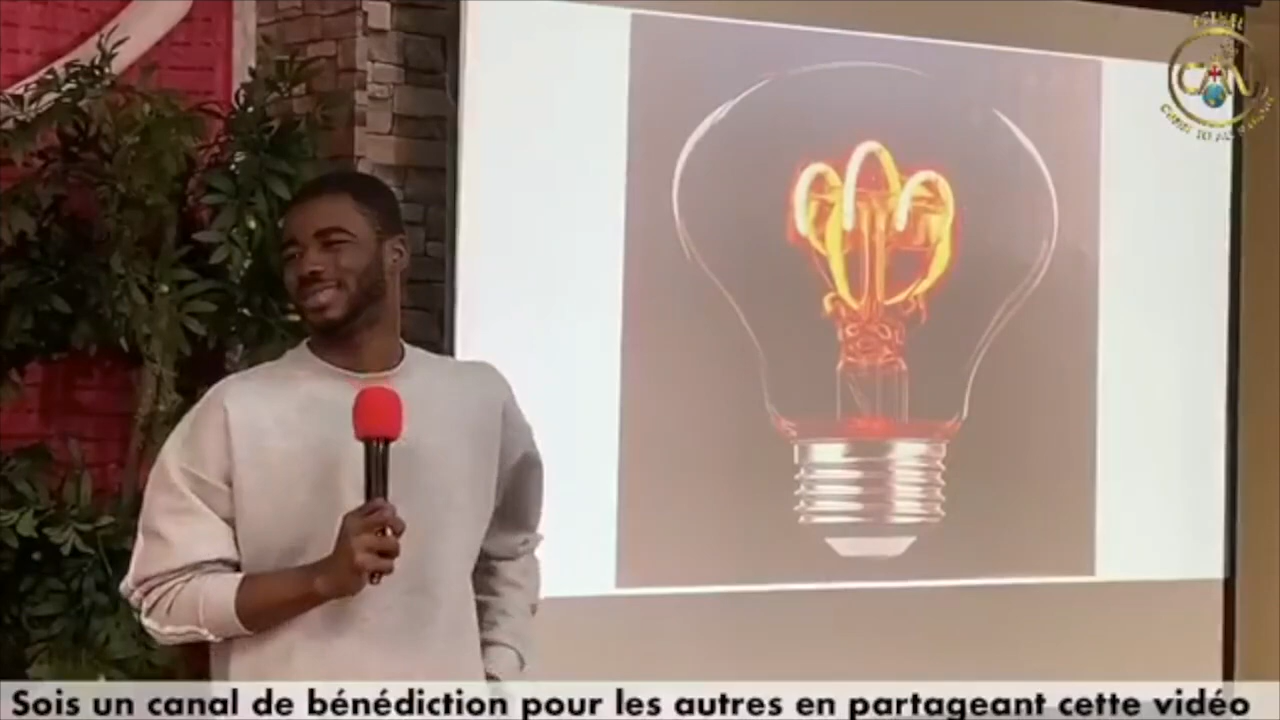 Sois un canal de bénédiction pour les autres en partageant cette vidéo